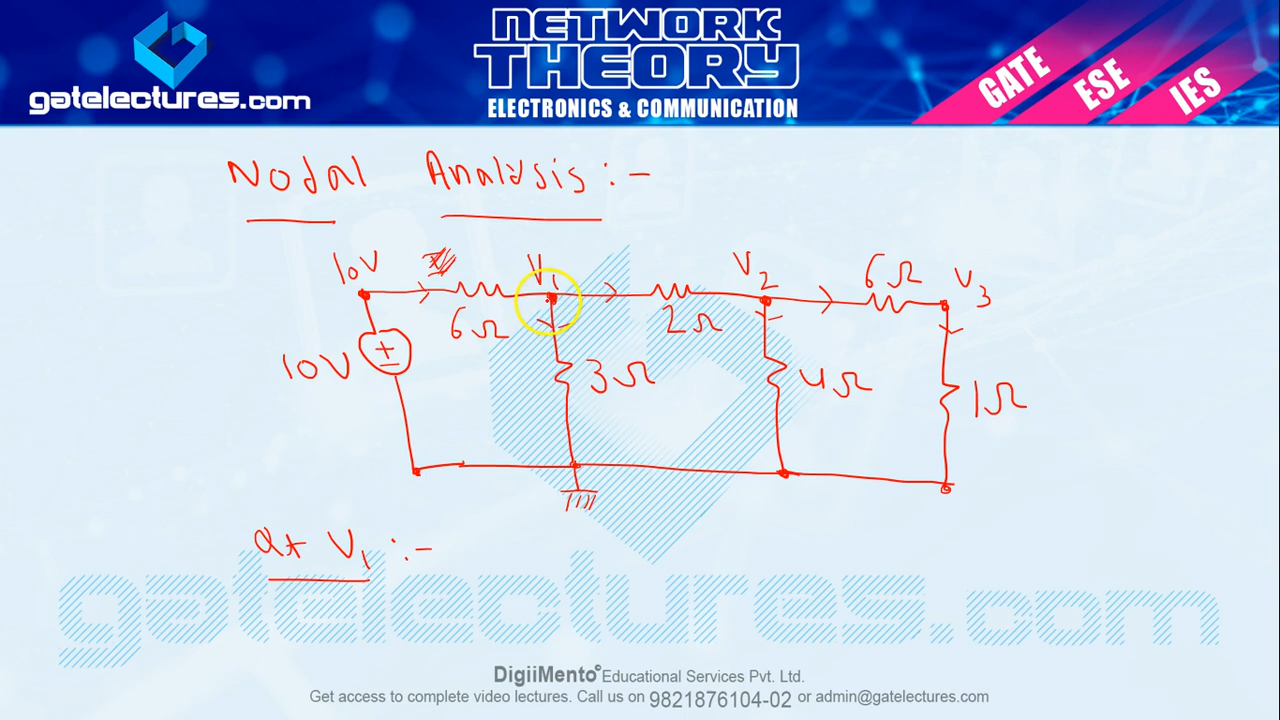 gatelectures.com
NETWORK
THEORY
ELECTRONICS & COMMUNICATION
GATE
ESE
IES
Nodal Analysis:-
10V V1 V2 6Ω V3
6Ω 2Ω
10V + 3Ω 4Ω 1Ω
at V1 :-
gatelectures.com
DigiiMento© Educational Services Pvt. Ltd.
Get access to complete video lectures. Call us on 9821876104-02 or admin@gatelectures.com